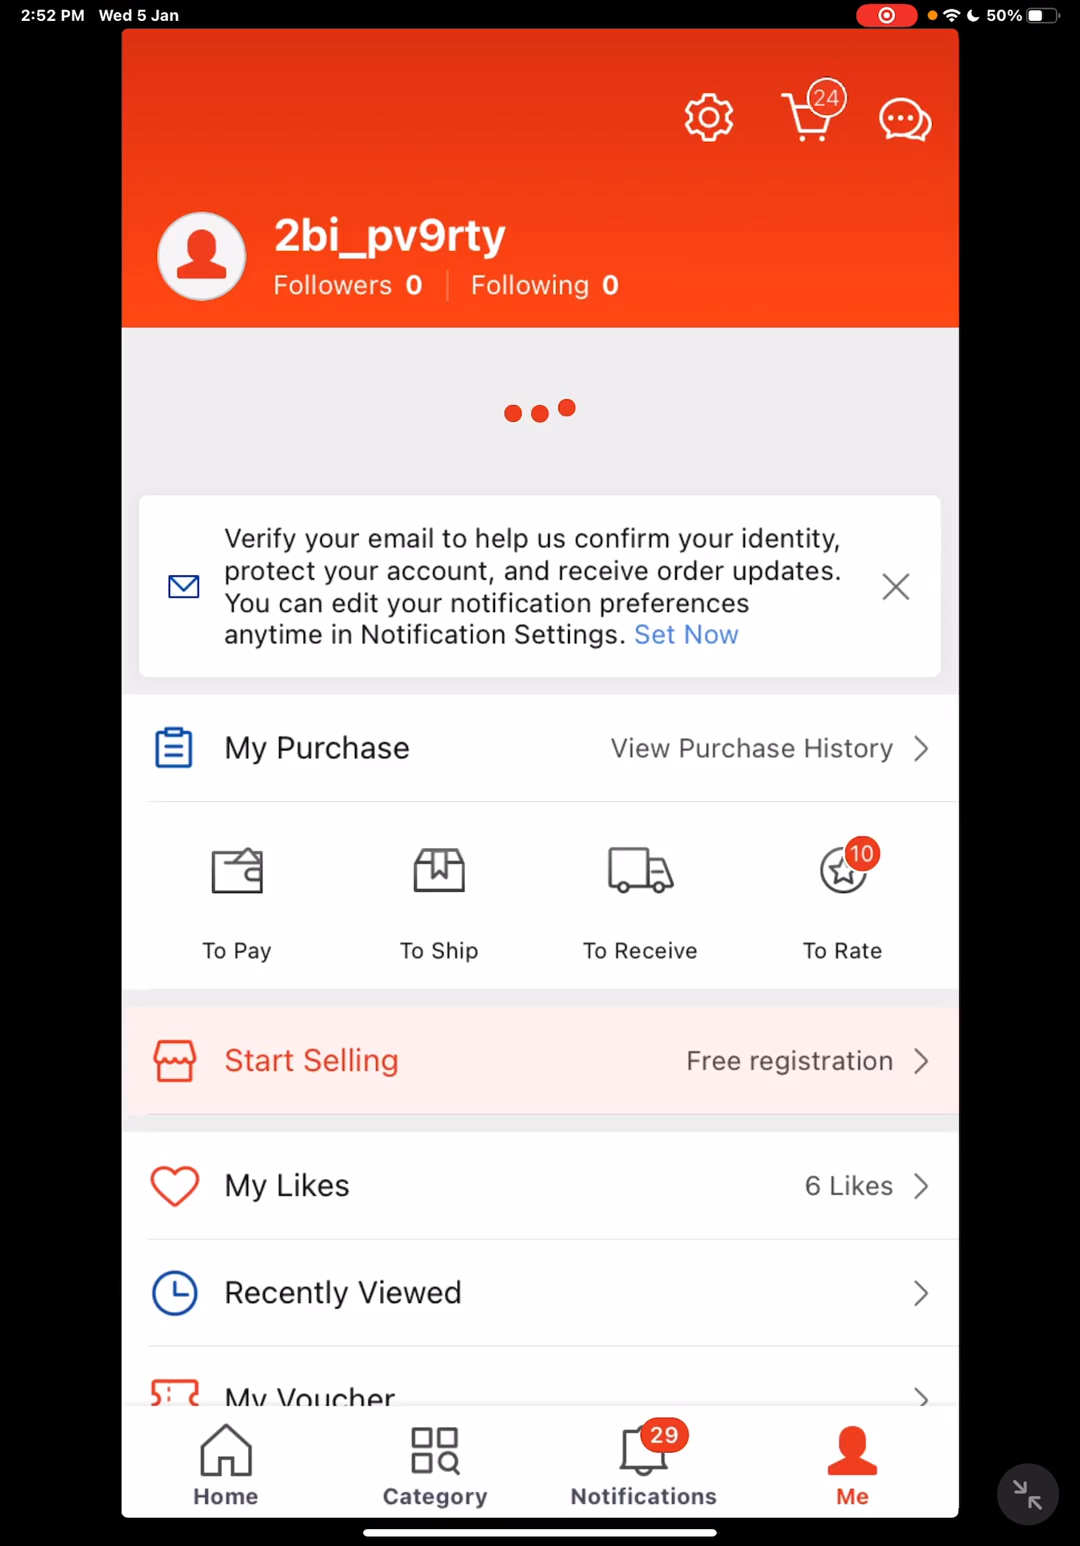 2:52 PM Wed 5 Jan
50%
24
2bi_pv9rty
Followers 0 Following 0
Verify your email to help us confirm your identity,
protect your account, and receive order updates.
You can edit your notification preferences
anytime in Notification Settings. Set Now
My Purchase View Purchase History
10
To Pay To Ship To Receive To Rate
Start Selling Free registration
My Likes 6 Likes
Recently Viewed
My Voucher
29
Home Category Notifications Me